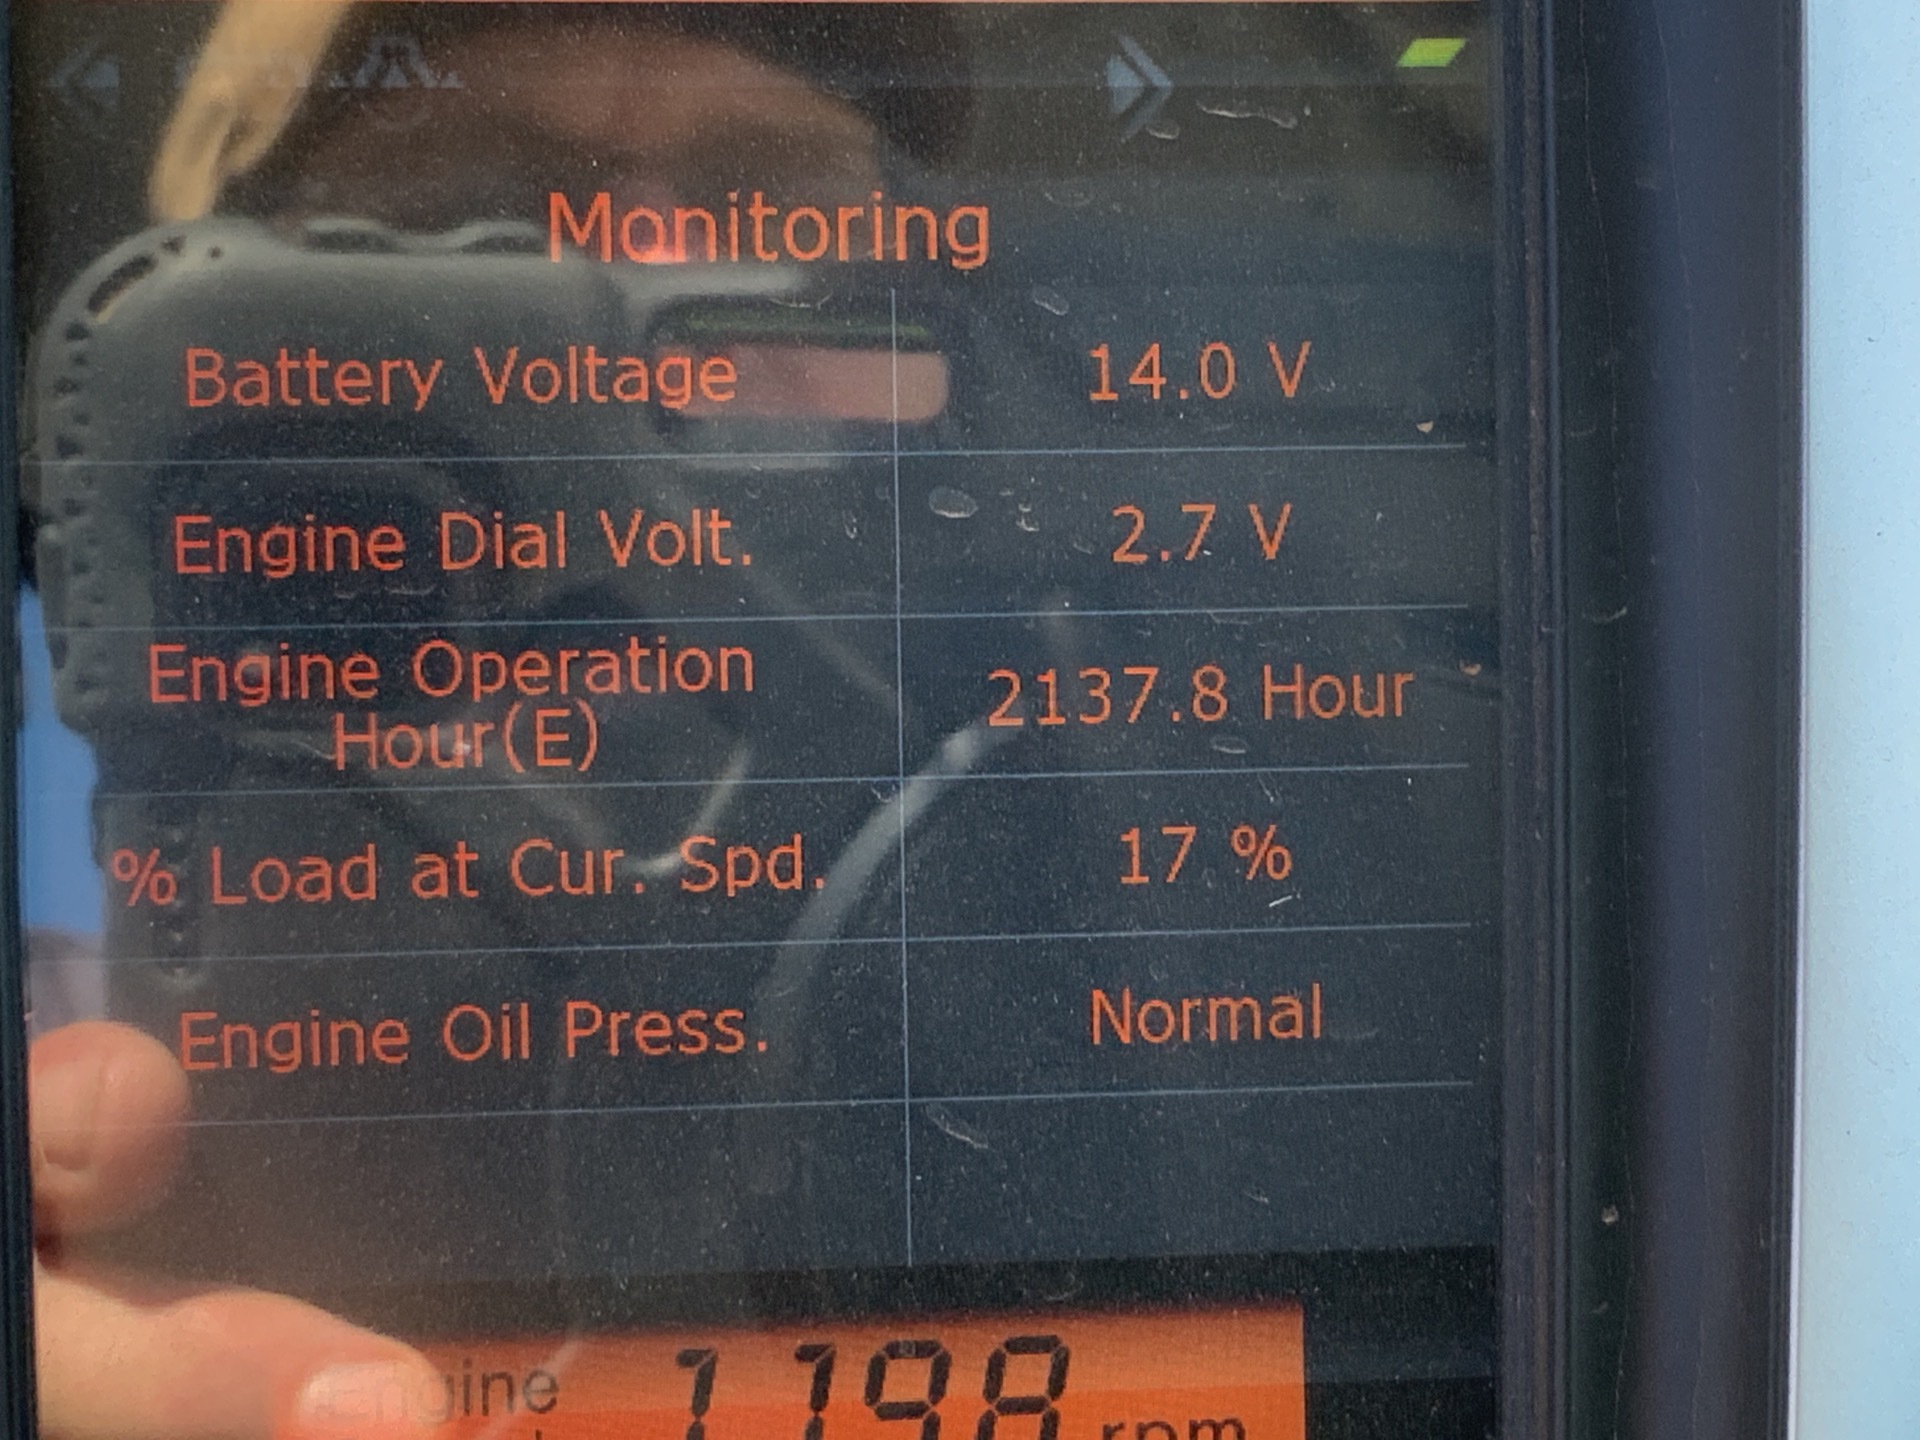 Monitoring
Battery Voltage 14.0 V
Engine Dial Volt. 2.7 V
Engine Operation
Hour(E) 2137.8 Hour
% Load at Cur. Spd. 17 %
Engine Oil Press. Normal
Engine 1198 rpm